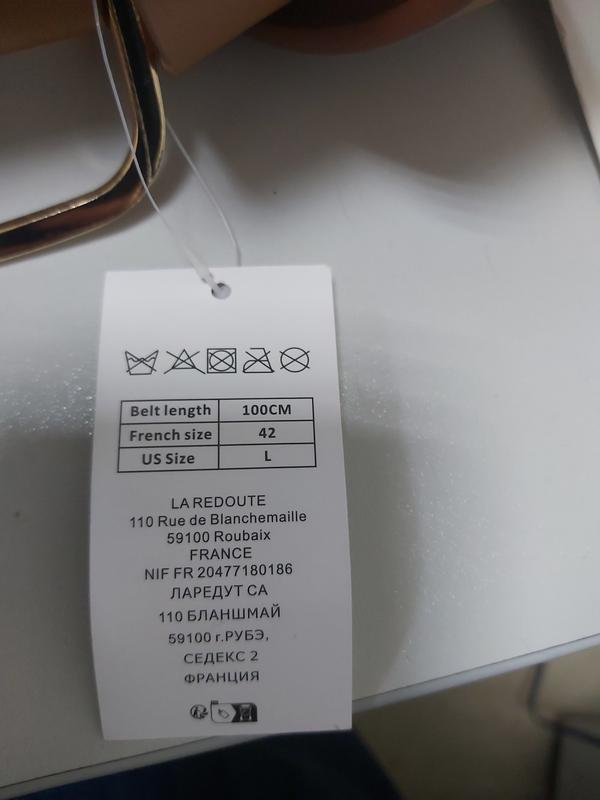 Belt length 100CM
French size 42
US Size L
LA REDOUTE
110 Rue de Blanchemaille
59100 Roubaix
FRANCE
NIF FR 20477180186
ЛАРЕДУТ СА
110 БЛАНШМАЙ
59100 г.РУБЭ,
СЕДЕКС 2
ФРАНЦИЯ